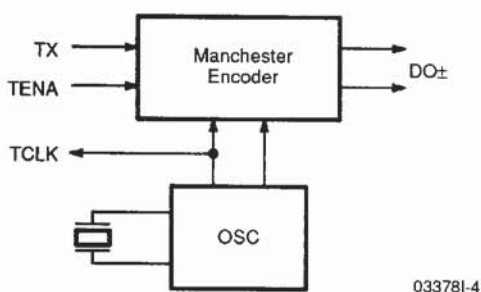 TX
Manchester
Encoder
DO±
TENA
TCLK
OSC
03378I-4